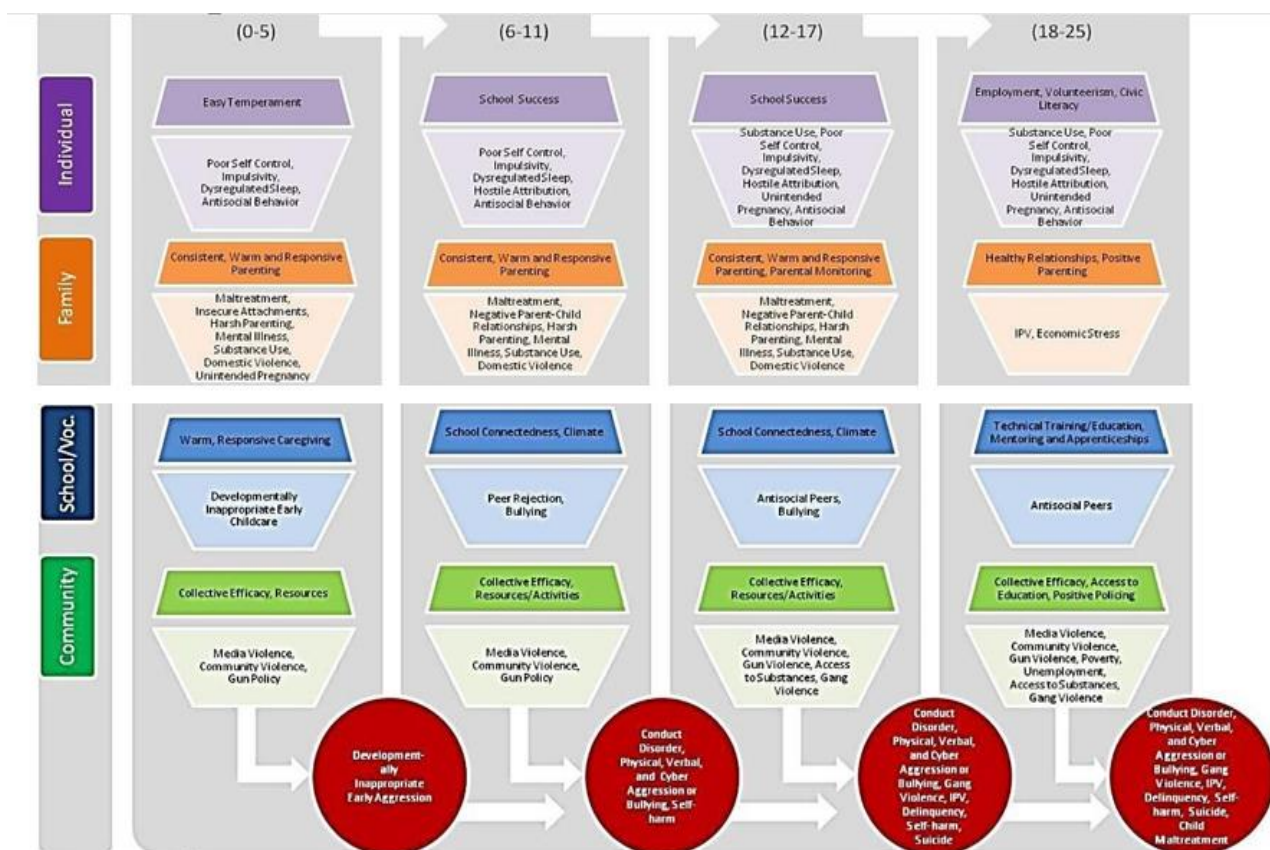 (0-5)
(6-11)
(12-17)
(18-25)
Individual
Easy Temperament
School Success
School Success
Employment, Volunteerism, Civic
Literacy
Poor Self Control,
Impulsivity,
Dysregulated Sleep,
Antisocial Behavior
Poor Self Control,
Impulsivity,
Dysregulated Sleep,
Hostile Attribution,
Antisocial Behavior
Substance Use, Poor
Self Control,
Impulsivity,
Dysregulated Sleep,
Hostile Attribution,
Unintended
Pregnancy, Antisocial
Behavior
Substance Use, Poor
Self Control,
Impulsivity,
Dysregulated Sleep,
Hostile Attribution,
Unintended
Pregnancy, Antisocial
Behavior
Family
Consistent, Warm and Responsive
Parenting
Consistent, Warm and Responsive
Parenting
Consistent, Warm and Responsive
Parenting, Parental Monitoring
Healthy Relationships, Positive
Parenting
Maltreatment,
Insecure Attachments,
Harsh Parenting,
Mental Illness,
Substance Use,
Domestic Violence,
Unintended Pregnancy
Maltreatment,
Negative Parent-Child
Relationships, Harsh
Parenting, Mental
Illness, Substance Use,
Domestic Violence
Maltreatment,
Negative Parent-Child
Relationships, Harsh
Parenting, Mental
Illness, Substance Use,
Domestic Violence
IPV, Economic Stress
School/Voc.
Warm, Responsive Caregiving
School Connectedness, Climate
School Connectedness, Climate
Technical Training/Education,
Mentoring and Apprenticeships
Developmentally
Inappropriate Early
Childcare
Peer Rejection,
Bullying
Antisocial Peers,
Bullying
Antisocial Peers
Community
Collective Efficacy, Resources
Collective Efficacy,
Resources/Activities
Collective Efficacy,
Resources/Activities
Collective Efficacy, Access to
Education, Positive Policing
Media Violence,
Community Violence,
Gun Policy
Media Violence,
Community Violence,
Gun Policy
Media Violence,
Community Violence,
Gun Violence, Access
to Substances, Gang
Violence
Media Violence,
Community Violence,
Gun Violence, Poverty,
Unemployment,
Access to Substances,
Gang Violence
Development-
ally
Inappropriate
Early Aggression
Conduct
Disorder,
Physical, Verbal,
and Cyber
Aggression or
Bullying, Self-
harm
Conduct
Disorder,
Physical, Verbal,
and Cyber
Aggression or
Bullying, Gang
Violence, IPV,
Delinquency,
Self-harm,
Suicide
Conduct Disorder,
Physical, Verbal,
and Cyber
Aggression or
Bullying, Gang
Violence, IPV,
Delinquency, Self-
harm, Suicide,
Child
Maltreatment